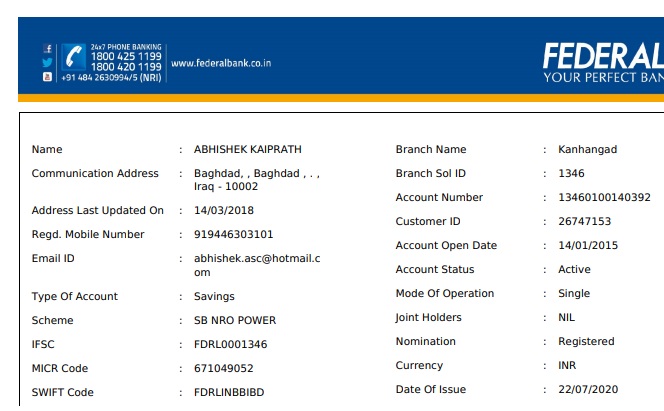 24x7 PHONE BANKING
1800 425 1199
1800 420 1199
+91 484 2630994/5 (NRI)
www.federalbank.co.in
FEDERAL
YOUR PERFECT BAN
Name : ABHISHEK KAIPRATH
Communication Address : Baghdad, , Baghdad , . ,
Iraq - 10002
Address Last Updated On : 14/03/2018
Regd. Mobile Number : 919446303101
Email ID : abhishek.asc@hotmail.c
om
Type Of Account : Savings
Scheme : SB NRO POWER
IFSC : FDRL0001346
MICR Code : 671049052
SWIFT Code : FDRLINBBIBD
Branch Name : Kanhangad
Branch Sol ID : 1346
Account Number : 13460100140392
Customer ID : 26747153
Account Open Date : 14/01/2015
Account Status : Active
Mode Of Operation : Single
Joint Holders : NIL
Nomination : Registered
Currency : INR
Date Of Issue : 22/07/2020